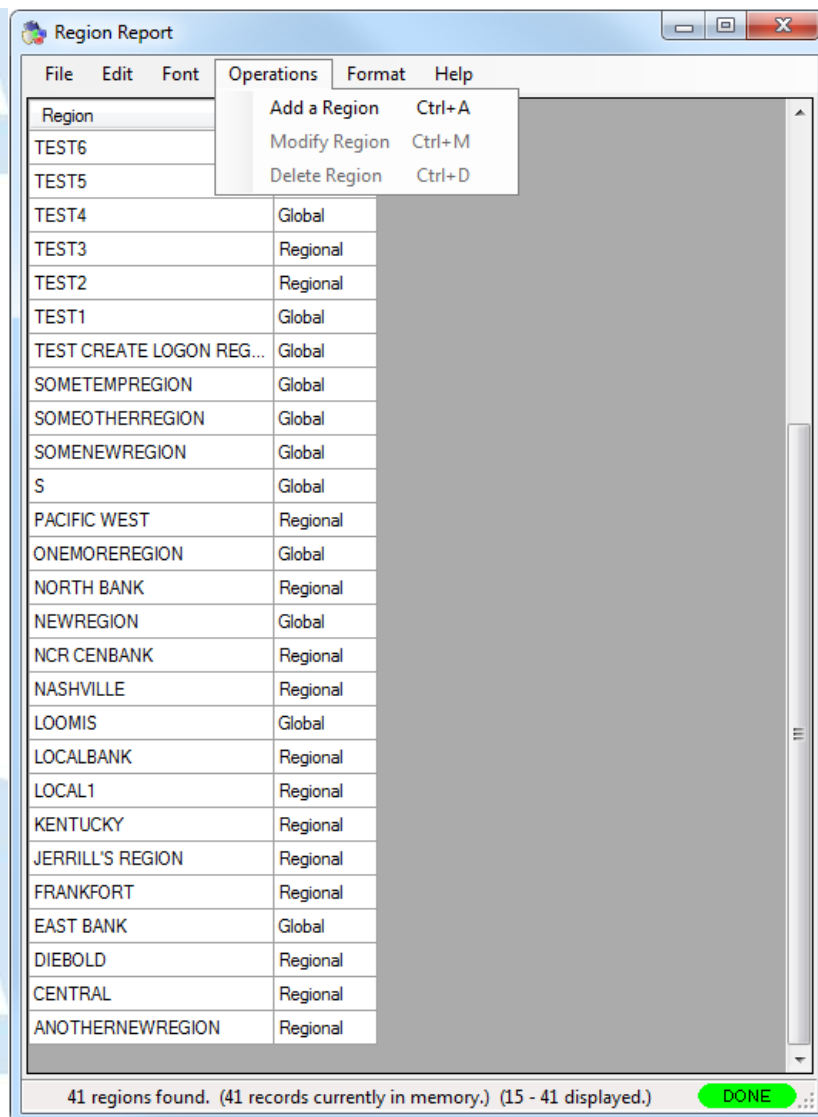 Region Report
File Edit Font Operations Format Help
Region
Add a Region Ctrl+A
Modify Region Ctrl+M
Delete Region Ctrl+D
TEST6
TEST5
TEST4 Global
TEST3 Regional
TEST2 Regional
TEST1 Global
TEST CREATE LOGON REG... Global
SOMETEMPREGION Global
SOMEOTHERREGION Global
SOMENEWREGION Global
S Global
PACIFIC WEST Regional
ONEMOREREGION Global
NORTH BANK Regional
NEWREGION Global
NCR CENBANK Regional
NASHVILLE Regional
LOOMIS Global
LOCALBANK Regional
LOCAL1 Regional
KENTUCKY Regional
JERRILL'S REGION Regional
FRANKFORT Regional
EAST BANK Global
DIEBOLD Regional
CENTRAL Regional
ANOTHERNEWREGION Regional
41 regions found. (41 records currently in memory.) (15 - 41 displayed.) DONE